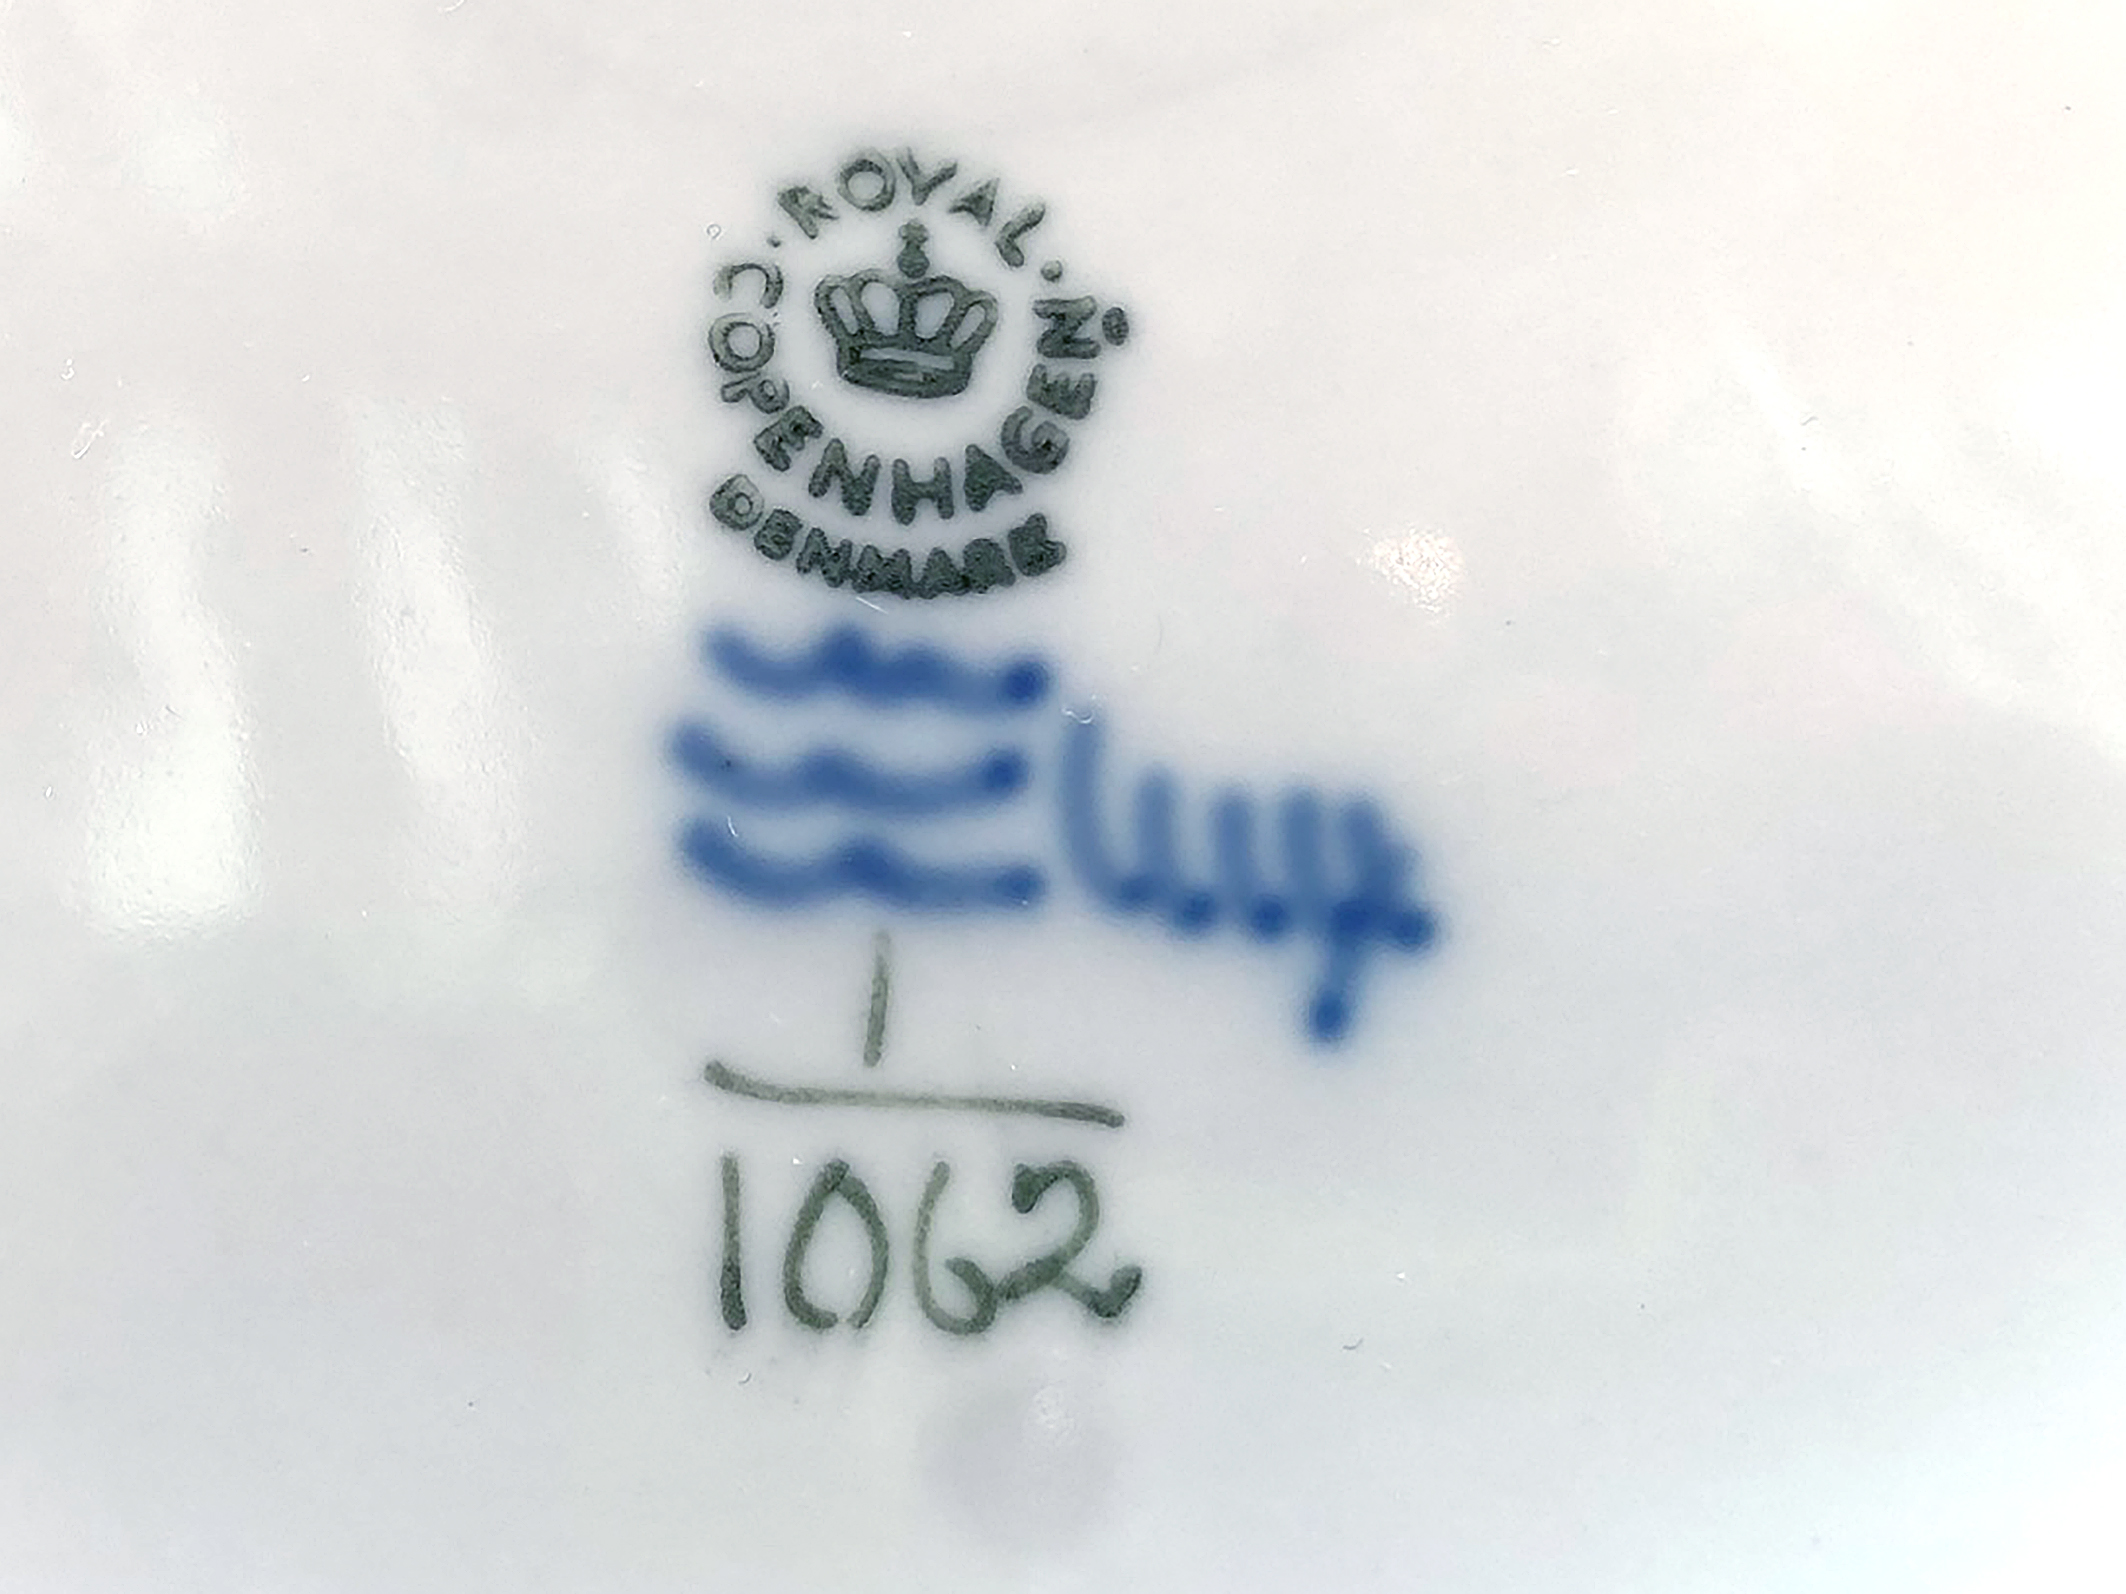 ROYAL.
COPENHAGEN
DENMARK
1
1062